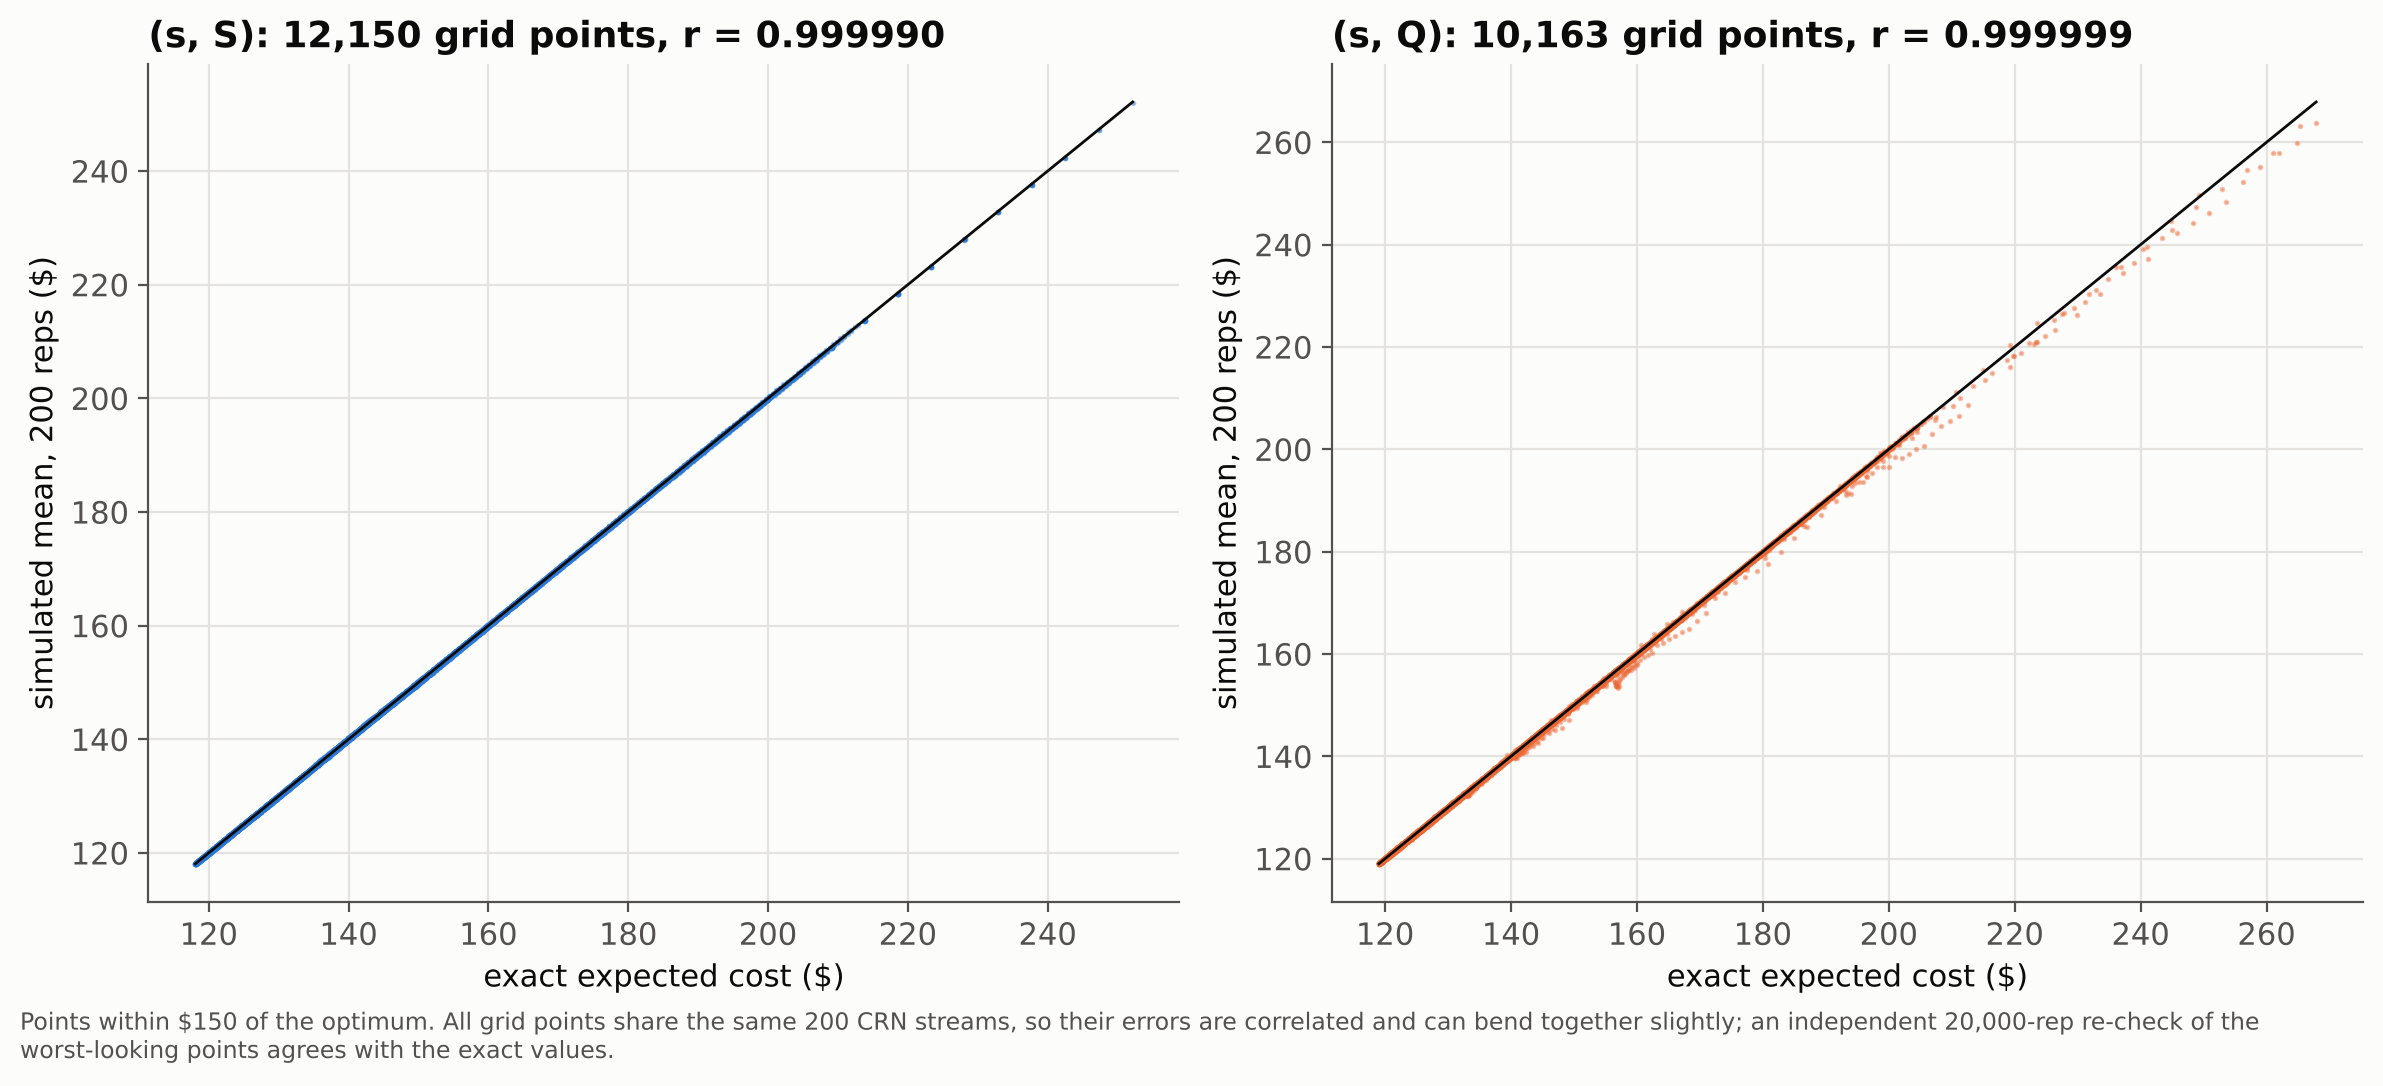 (s, S): 12,150 grid points, r = 0.999990
simulated mean, 200 reps ($)
240
220
200
180
160
140
120
120 140 160 180 200 220 240
exact expected cost ($)
(s, Q): 10,163 grid points, r = 0.999999
simulated mean, 200 reps ($)
260
240
220
200
180
160
140
120
120 140 160 180 200 220 240 260
exact expected cost ($)
Points within $150 of the optimum. All grid points share the same 200 CRN streams, so their errors are correlated and can bend together slightly; an independent 20,000-rep re-check of the
worst-looking points agrees with the exact values.